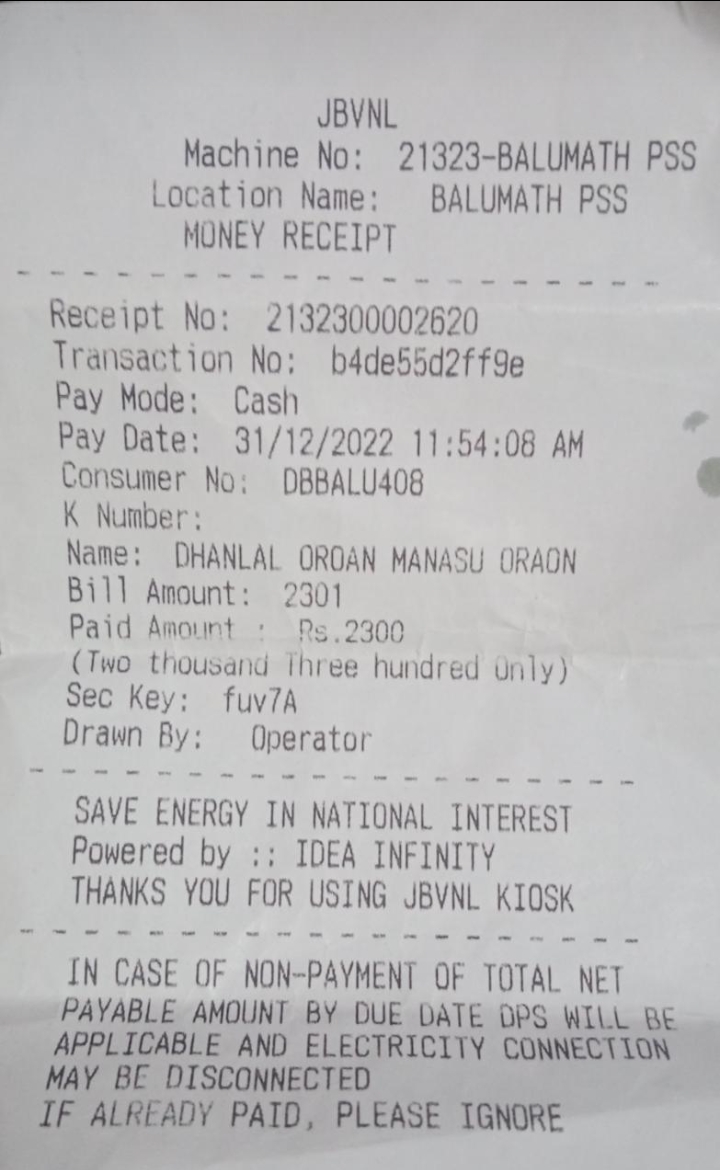 JBVNL
Machine No: 21323-BALUMATH PSS
Location Name: BALUMATH PSS
MONEY RECEIPT
Receipt No: 2132300002620
Transaction No: b4de55d2ff9e
Pay Mode: Cash
Pay Date: 31/12/2022 11:54:08 AM
Consumer No: DBBALU408
K Number:
Name: DHANLAL OROAN MANASU ORAON
Bill Amount: 2301
Paid Amount : Rs.2300
(Two thousand Three hundred Only)
Sec Key: fuv7A
Drawn By: Operator
SAVE ENERGY IN NATIONAL INTEREST
Powered by :: IDEA INFINITY
THANKS YOU FOR USING JBVNL KIOSK
IN CASE OF NON-PAYMENT OF TOTAL NET
PAYABLE AMOUNT BY DUE DATE DPS WILL BE
APPLICABLE AND ELECTRICITY CONNECTION
MAY BE DISCONNECTED
IF ALREADY PAID, PLEASE IGNORE